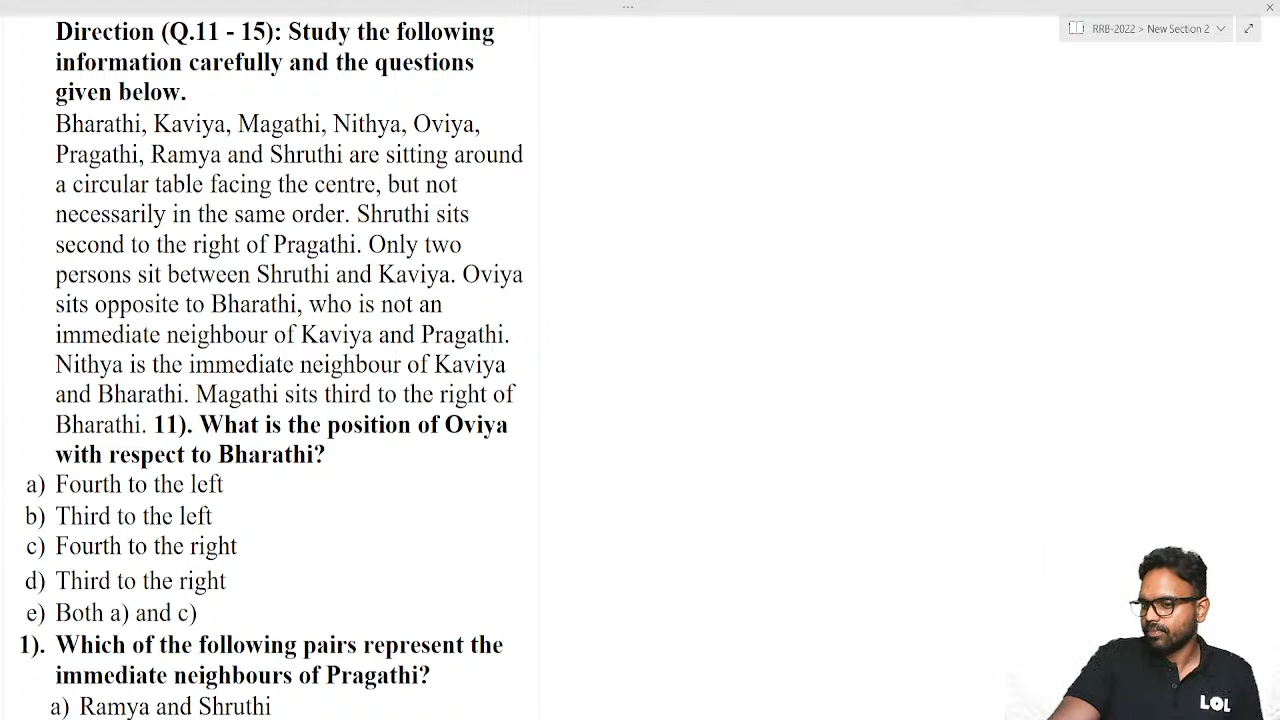 RRB-2022 > New Section 2
Direction (Q.11 - 15): Study the following
information carefully and the questions
given below.
Bharathi, Kaviya, Magathi, Nithya, Oviya,
Pragathi, Ramya and Shruthi are sitting around
a circular table facing the centre, but not
necessarily in the same order. Shruthi sits
second to the right of Pragathi. Only two
persons sit between Shruthi and Kaviya. Oviya
sits opposite to Bharathi, who is not an
immediate neighbour of Kaviya and Pragathi.
Nithya is the immediate neighbour of Kaviya
and Bharathi. Magathi sits third to the right of
Bharathi. 11). What is the position of Oviya
with respect to Bharathi?
a) Fourth to the left
b) Third to the left
c) Fourth to the right
d) Third to the right
e) Both a) and c)
1). Which of the following pairs represent the
immediate neighbours of Pragathi?
a) Ramya and Shruthi
LOL